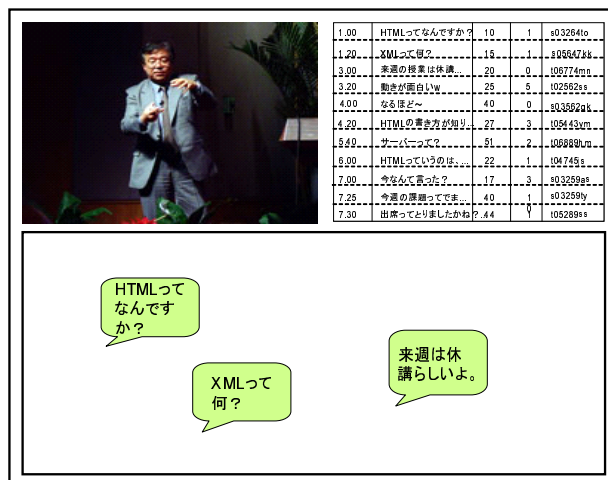 1.00 HTMLってなんですか? 10 1 s03264to
1.20 XMLって何? 15 1 s05647kk
3.00 来週の授業は休講... 20 0 t06774mn
3.20 動きが面白いw 25 5 t02562ss
4.00 なるほど～ 40 0 s03562gk
4.20 HTMLの書き方が知り... 27 3 t05443ym
5.40 サーバーって? 51 2 t06889hm
6.00 HTMLっていうのは、... 22 1 t04745js
7.00 今なんて言った? 17 3 s03259as
7.25 今週の課題ってでま... 40 1 s03259ty
7.30 出席ってとりましたかね?. 44 0 t05289ss
HTMLって
なんです
か?
XMLって
何?
来週は休
講らしいよ。